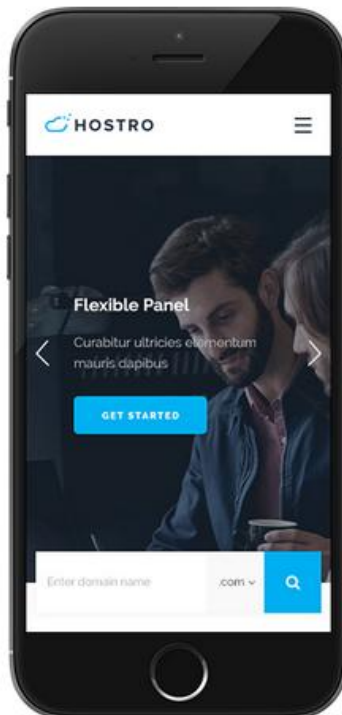 HOSTRO
Flexible Panel
Curabitur ultricies elementum
mauris dapibus
GET STARTED
Enter domain name
.com